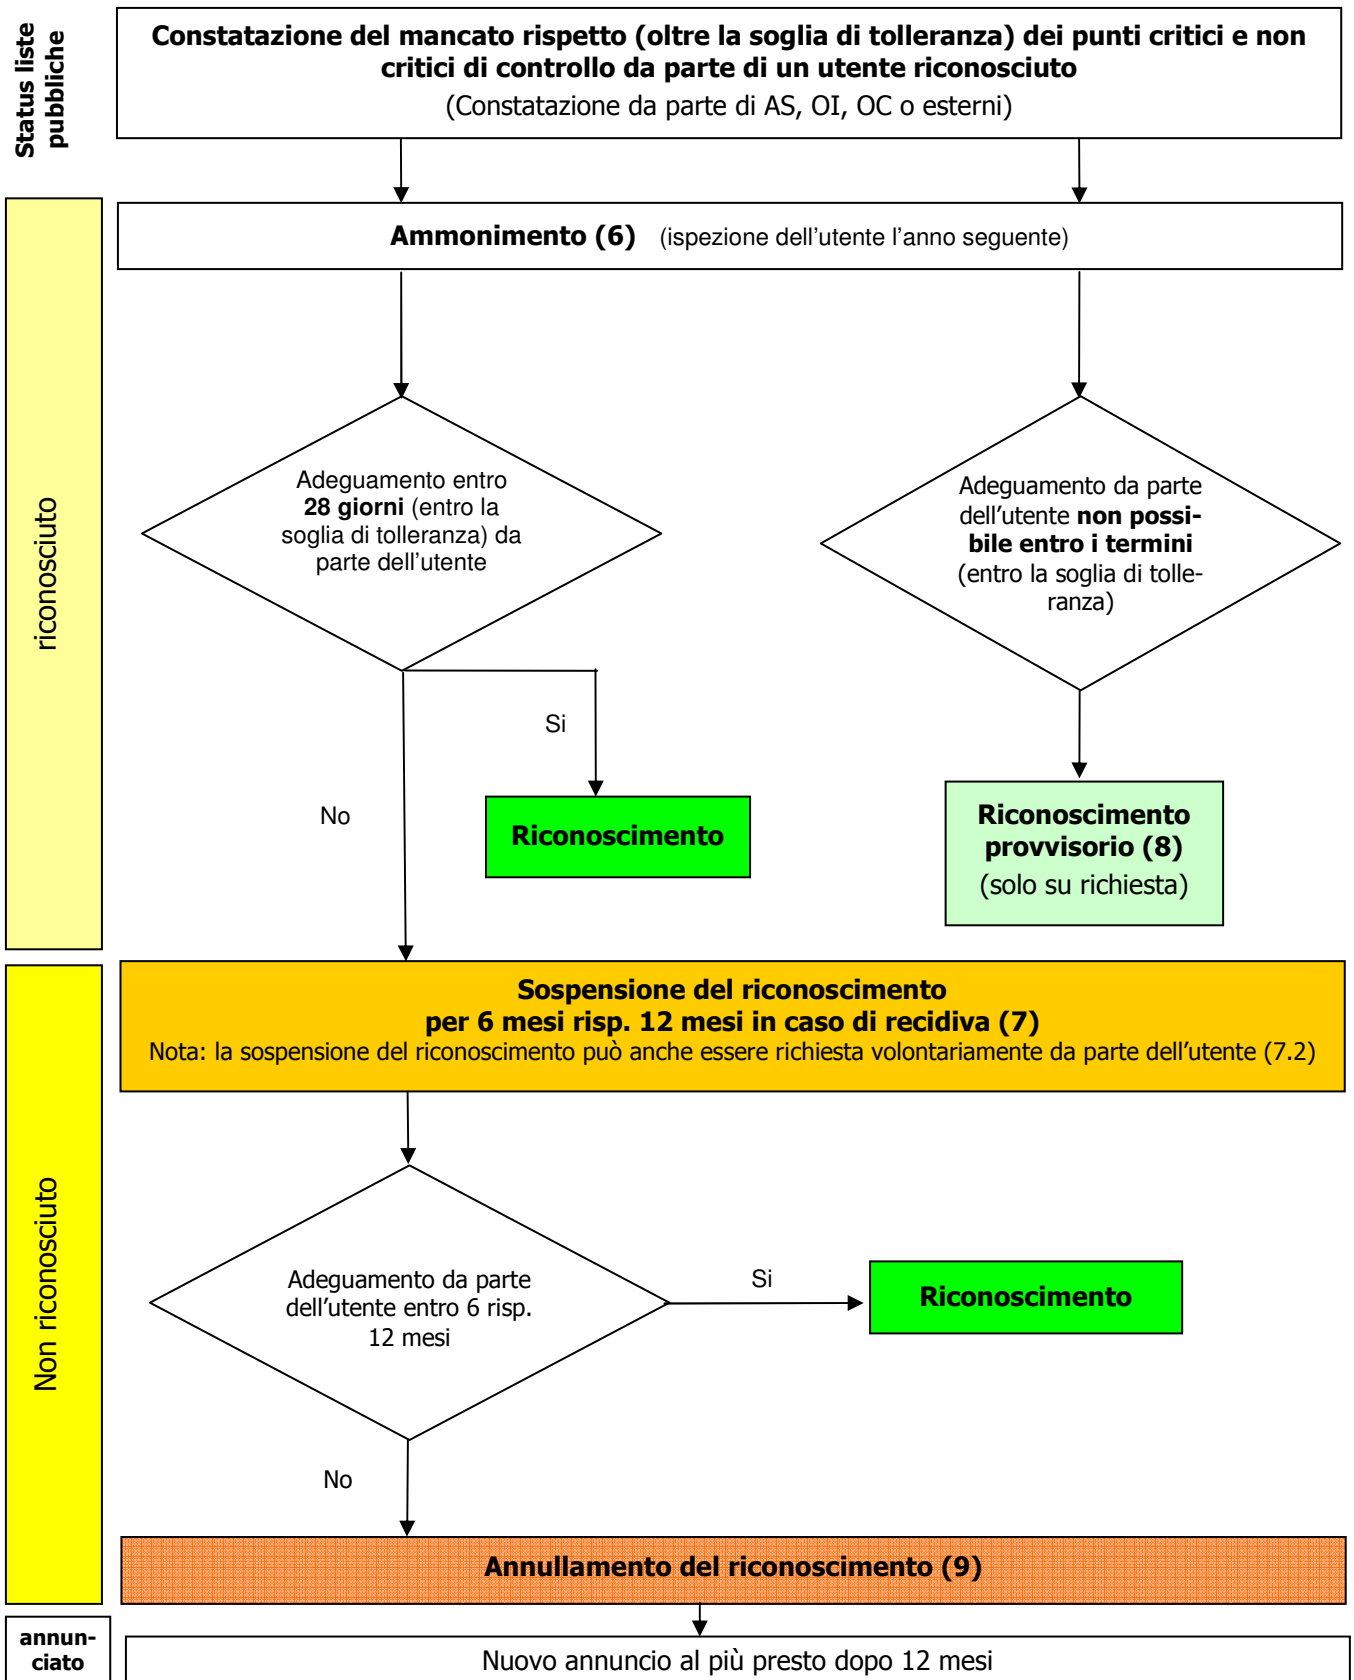 Status liste
pubbliche
Constatazione del mancato rispetto (oltre la soglia di tolleranza) dei punti critici e non
critici di controllo da parte di un utente riconosciuto
(Constatazione da parte di AS, OI, OC o esterni)
riconosciuto
Ammonimento (6) (ispezione dell'utente l'anno seguente)
Adeguamento entro
28 giorni (entro la
soglia di tolleranza) da
parte dell'utente
Adeguamento da parte
dell'utente non possi-
bile entro i termini
(entro la soglia di tolle-
ranza)
Si
No
Riconoscimento
Riconoscimento
provvisorio (8)
(solo su richiesta)
Non riconosciuto
Sospensione del riconoscimento
per 6 mesi risp. 12 mesi in caso di recidiva (7)
Nota: la sospensione del riconoscimento può anche essere richiesta volontariamente da parte dell'utente (7.2)
Adeguamento da parte
dell'utente entro 6 risp.
12 mesi
Si
Riconoscimento
No
Annullamento del riconoscimento (9)
annun-
ciato
Nuovo annuncio al più presto dopo 12 mesi